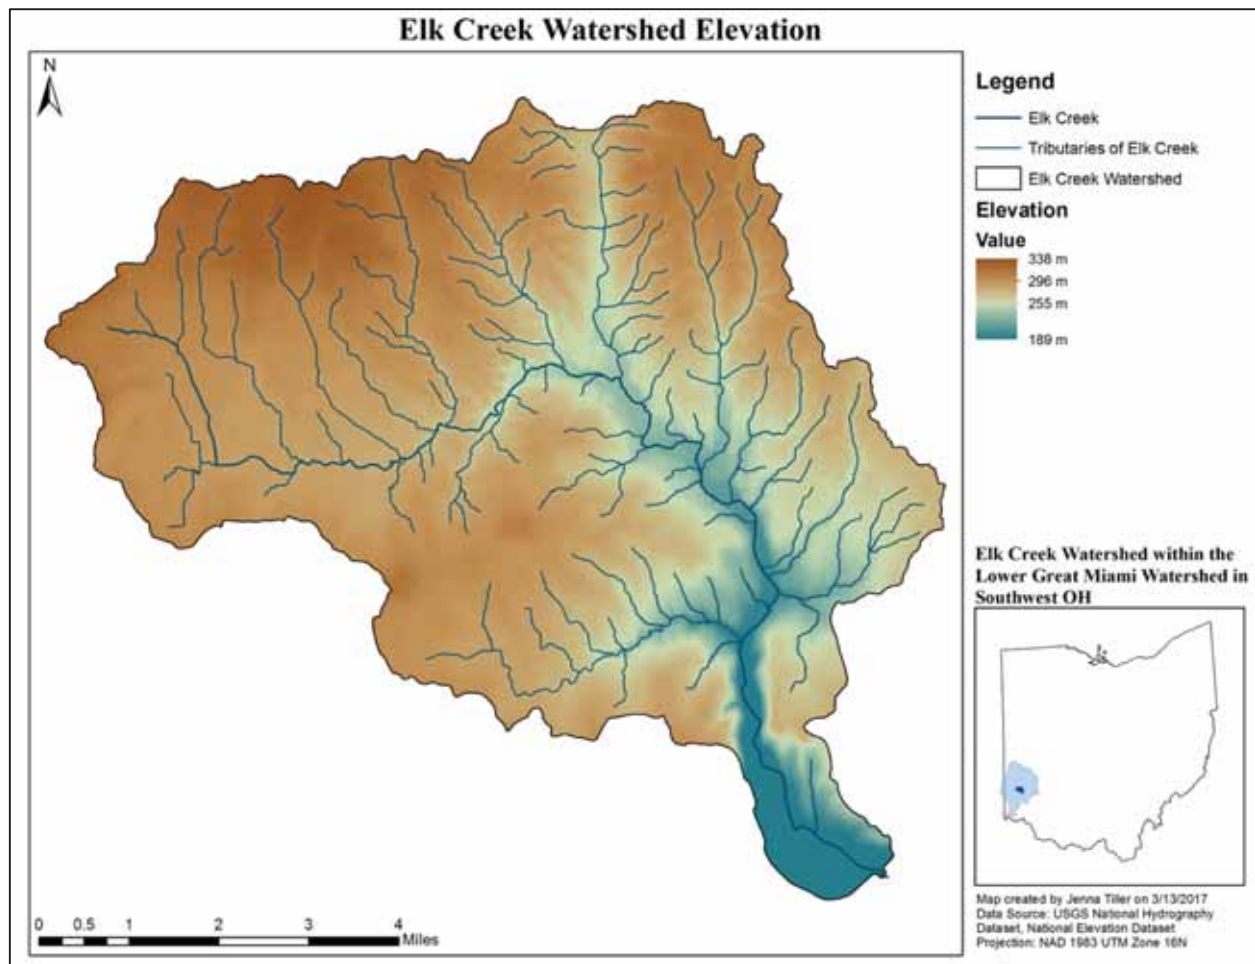 Elk Creek Watershed Elevation
N
Legend
Elk Creek
Tributaries of Elk Creek
Elk Creek Watershed
Elevation
Value
338 m
296 m
255 m
189 m
Elk Creek Watershed within the
Lower Great Miami Watershed in
Southwest OH
0 0.5 1 2 3 4
Miles
Map created by Jenna Tiller on 3/13/2017
Data Source: USGS National Hydrography
Dataset, National Elevation Dataset
Projection: NAD 1983 UTM Zone 16N